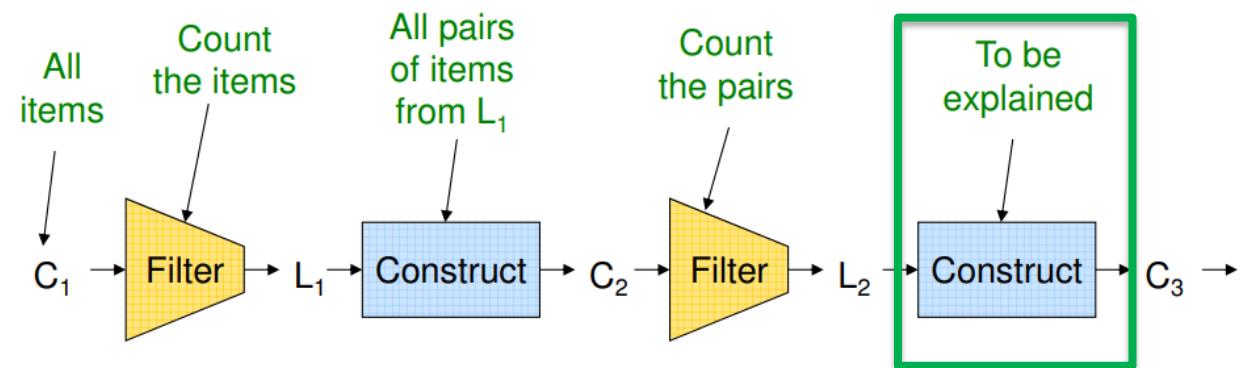 All
items
Count
the items
All pairs
of items
from L₁
Count
the pairs
To be
explained
C₁
Filter
L₁
Construct
C₂
Filter
L₂
Construct
C₃